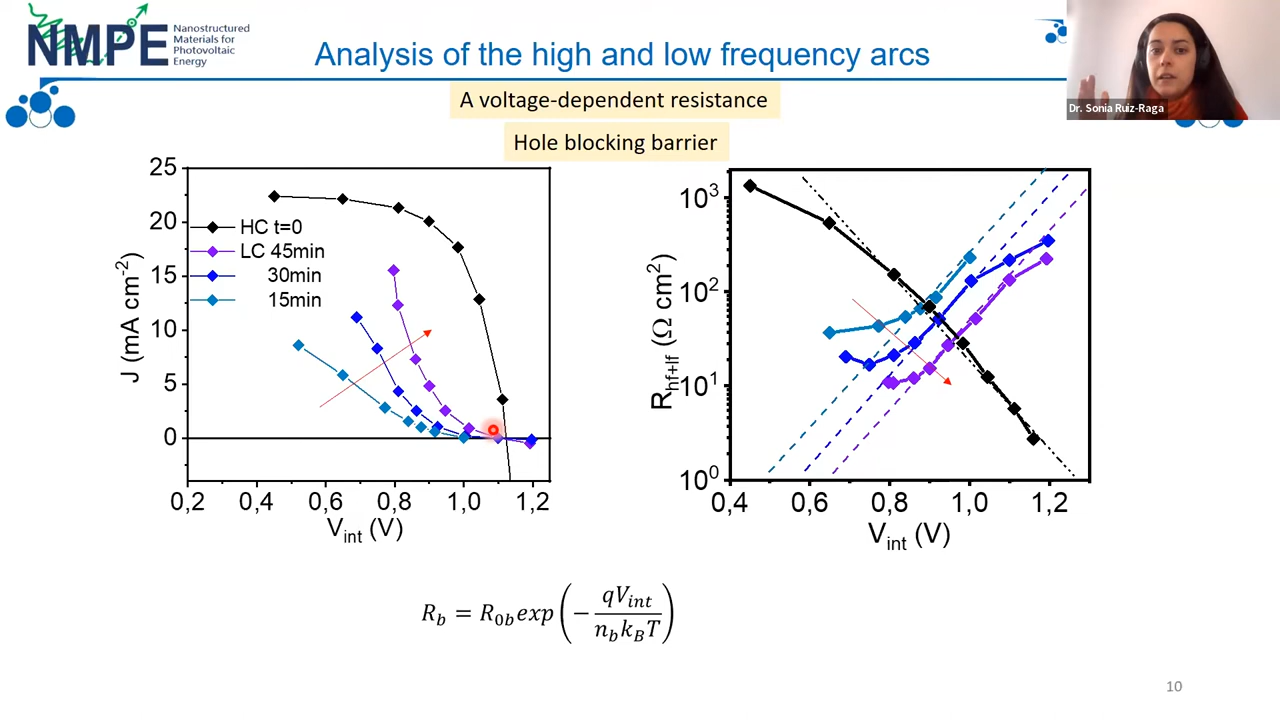 NMPE
Nanostructured
Materials for
Photovoltaic
Energy
Analysis of the high and low frequency arcs
A voltage-dependent resistance
Hole blocking barrier
Dr. Sonia Ruiz-Raga
25
20
15
10
5
0
J (mA cm⁻²)
HC t=0
LC 45min
30min
15min
0,2 0,4 0,6 0,8 1,0 1,2
V_int (V)
10³
10²
10¹
10⁰
R_hf+lf (Ω cm²)
0,4 0,6 0,8 1,0 1,2
V_int (V)
R_b = R_0b exp(− qV_int / n_b k_B T)
10